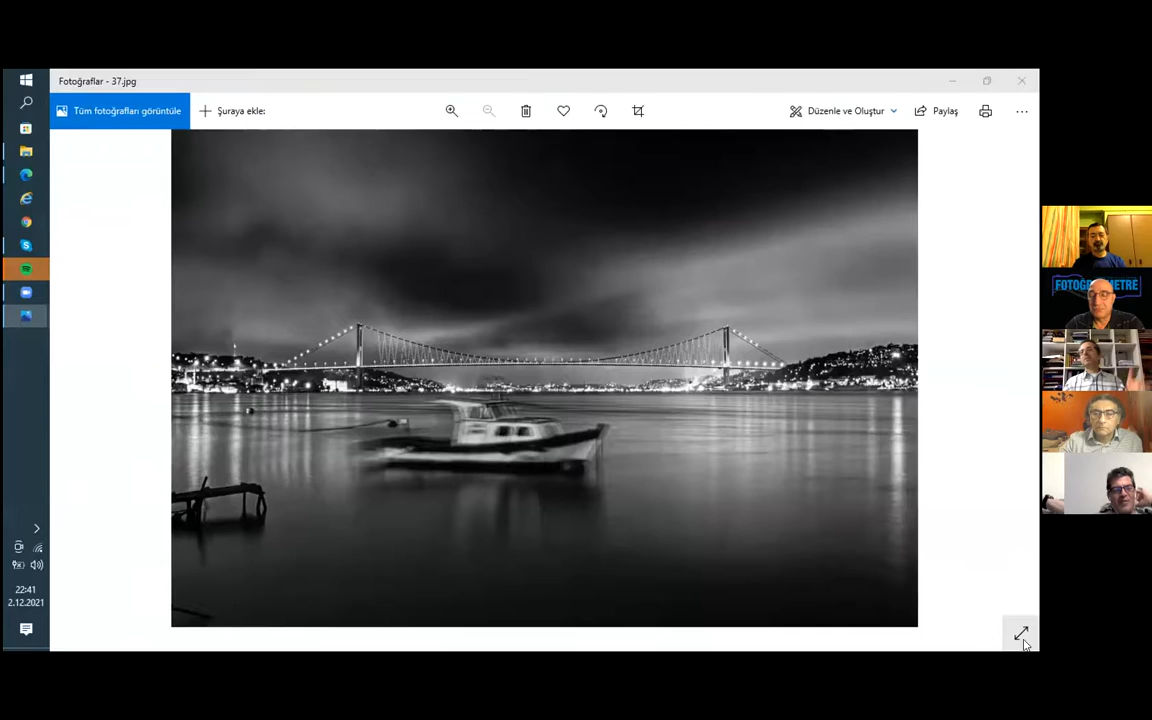 Fotoğraflar - 37.jpg
Tüm fotoğrafları görüntüle
Şuraya ekle:
Düzenle ve Oluştur
Paylaş
22:41
2.12.2021